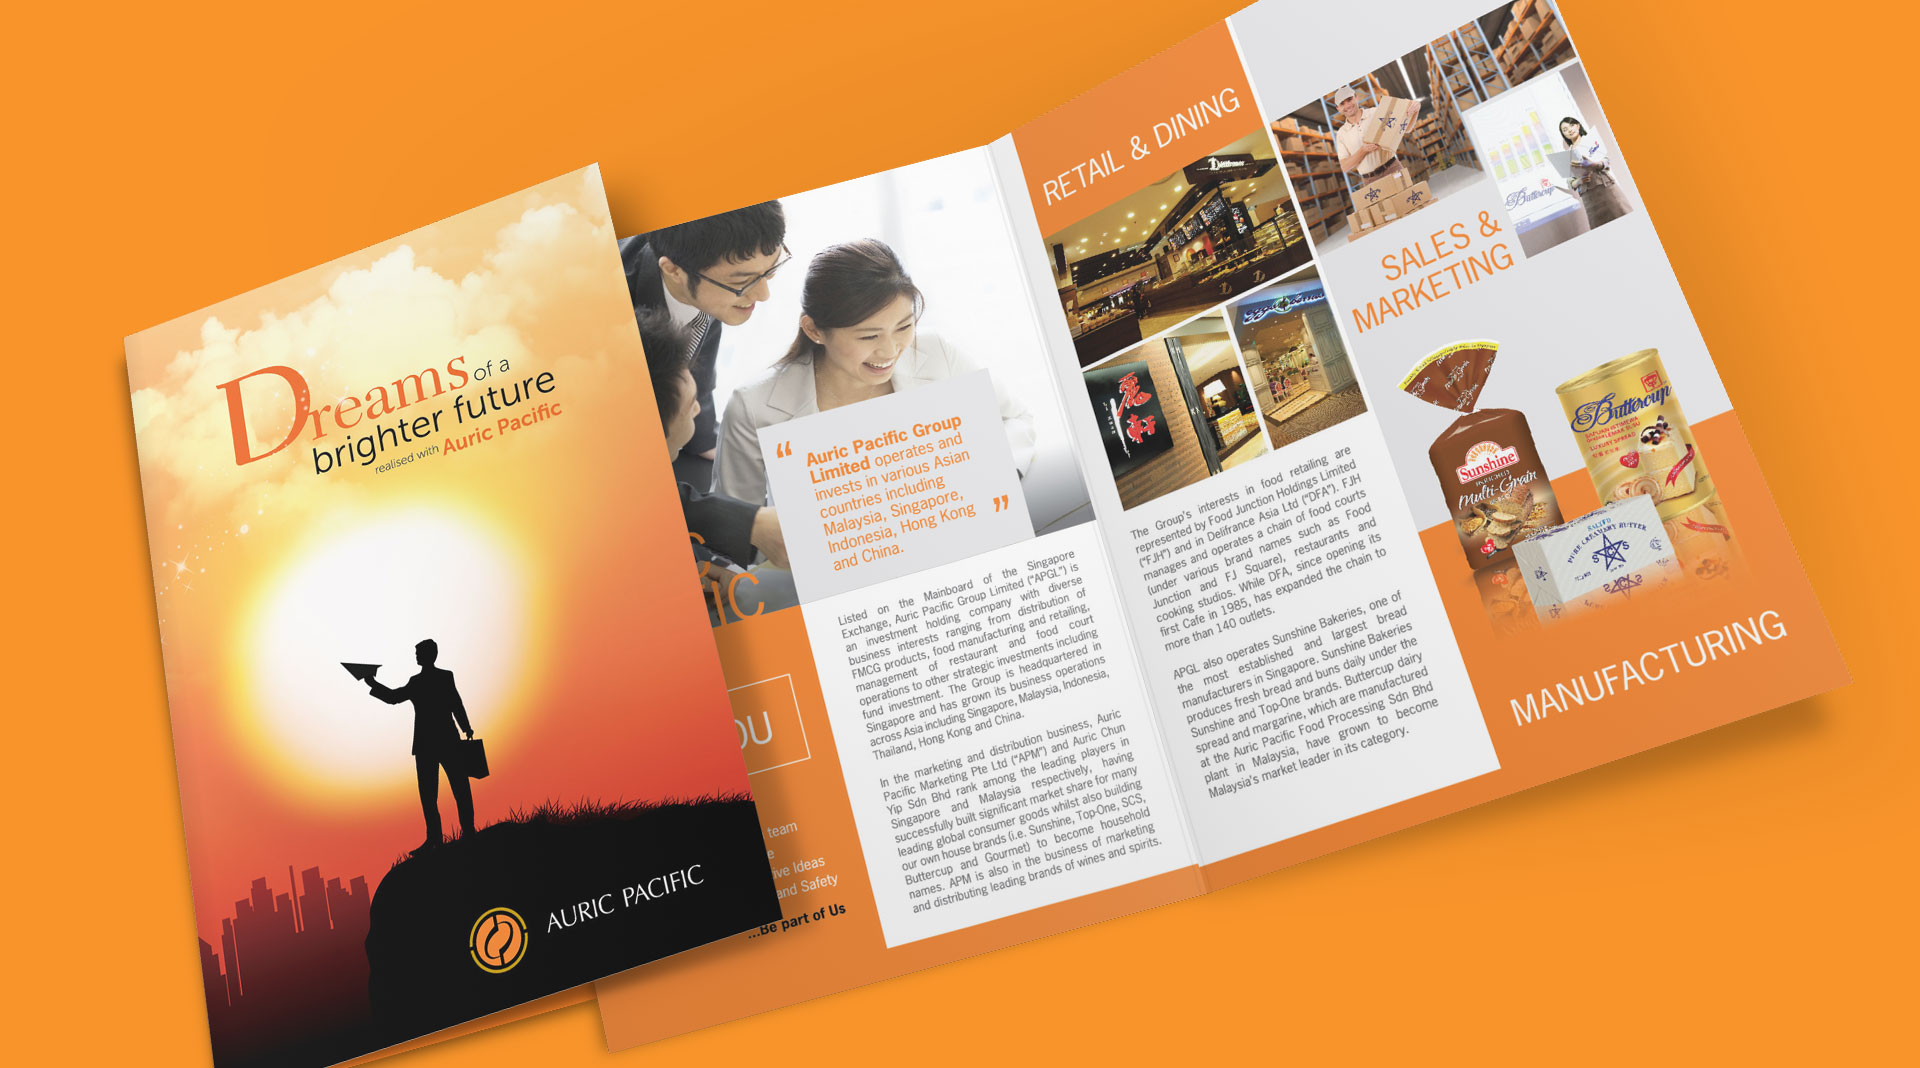 Dreams of a
brighter future
realised with Auric Pacific
AURIC PACIFIC
IC
OU
team
ive Ideas
and Safety
...Be part of Us
“ Auric Pacific Group
Limited operates and
invests in various Asian
countries including
Malaysia, Singapore,
Indonesia, Hong Kong
and China. ”
Listed on the Mainboard of the Singapore
Exchange, Auric Pacific Group Limited (“APGL”) is
an investment holding company with diverse
business interests ranging from distribution of
FMCG products, food manufacturing and retailing,
management of restaurant and food court
operations to other strategic investments including
fund investment. The Group is headquartered in
Singapore and has grown its business operations
across Asia including Singapore, Malaysia, Indonesia,
Thailand, Hong Kong and China.
In the marketing and distribution business, Auric
Pacific Marketing Pte Ltd (“APM”) and Auric Chun
Yip Sdn Bhd rank among the leading players in
Singapore and Malaysia respectively, having
successfully built significant market share for many
leading global consumer goods whilst also building
our own house brands (i.e. Sunshine, Top-One, SCS,
Buttercup and Gourmet) to become household
names. APM is also in the business of marketing
and distributing leading brands of wines and spirits.
RETAIL & DINING
Délifrance
麗軒
The Group's interests in food retailing are
represented by Food Junction Holdings Limited
(“FJH”) and in Delifrance Asia Ltd (“DFA”). FJH
manages and operates a chain of food courts
(under various brand names such as Food
Junction and FJ Square), restaurants and
cooking studios. While DFA, since opening its
first Cafe in 1985, has expanded the chain to
more than 140 outlets.
APGL also operates Sunshine Bakeries, one of
the most established and largest bread
manufacturers in Singapore. Sunshine Bakeries
produces fresh bread and buns daily under the
Sunshine and Top-One brands. Buttercup dairy
spread and margarine, which are manufactured
at the Auric Pacific Food Processing Sdn Bhd
plant in Malaysia, have grown to become
Malaysia's market leader in its category.
Buttercup
SALES &
MARKETING
Sunshine
ENRICHED
Multi-Grain
Buttercup
LUXURY SPREAD
SALTED
PURE CREAMERY BUTTER
SCS
MANUFACTURING